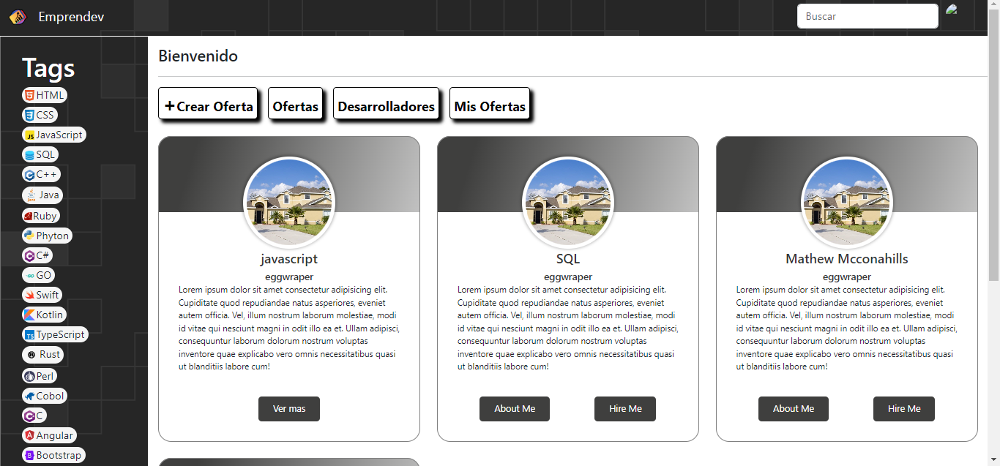 Emprendev
Buscar
Tags
HTML
CSS
JavaScript
SQL
C++
Java
Ruby
Phyton
C#
GO
Swift
Kotlin
TypeScript
Rust
Perl
Cobol
C
Angular
Bootstrap
Bienvenido
+Crear Oferta
Ofertas
Desarrolladores
Mis Ofertas
javascript
eggwraper
Lorem ipsum dolor sit amet consectetur adipisicing elit.
Cupiditate quod repudiandae natus asperiores, eveniet
autem officia. Vel, illum nostrum laborum molestiae, modi
id vitae qui nesciunt magni in odit illo ea et. Ullam adipisci,
consequuntur laborum dolorum nostrum voluptas
inventore quae explicabo vero omnis necessitatibus quasi
ut blanditiis labore cum!
Ver mas
SQL
eggwraper
Lorem ipsum dolor sit amet consectetur adipisicing elit.
Cupiditate quod repudiandae natus asperiores, eveniet
autem officia. Vel, illum nostrum laborum molestiae, modi
id vitae qui nesciunt magni in odit illo ea et. Ullam adipisci,
consequuntur laborum dolorum nostrum voluptas
inventore quae explicabo vero omnis necessitatibus quasi
ut blanditiis labore cum!
About Me
Hire Me
Mathew Mcconahills
eggwraper
Lorem ipsum dolor sit amet consectetur adipisicing elit.
Cupiditate quod repudiandae natus asperiores, eveniet
autem officia. Vel, illum nostrum laborum molestiae, modi
id vitae qui nesciunt magni in odit illo ea et. Ullam adipisci,
consequuntur laborum dolorum nostrum voluptas
inventore quae explicabo vero omnis necessitatibus quasi
ut blanditiis labore cum!
About Me
Hire Me